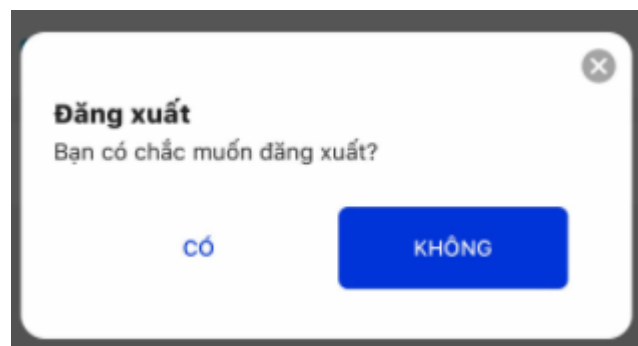 Đăng xuất
Bạn có chắc muốn đăng xuất?
CÓ
KHÔNG